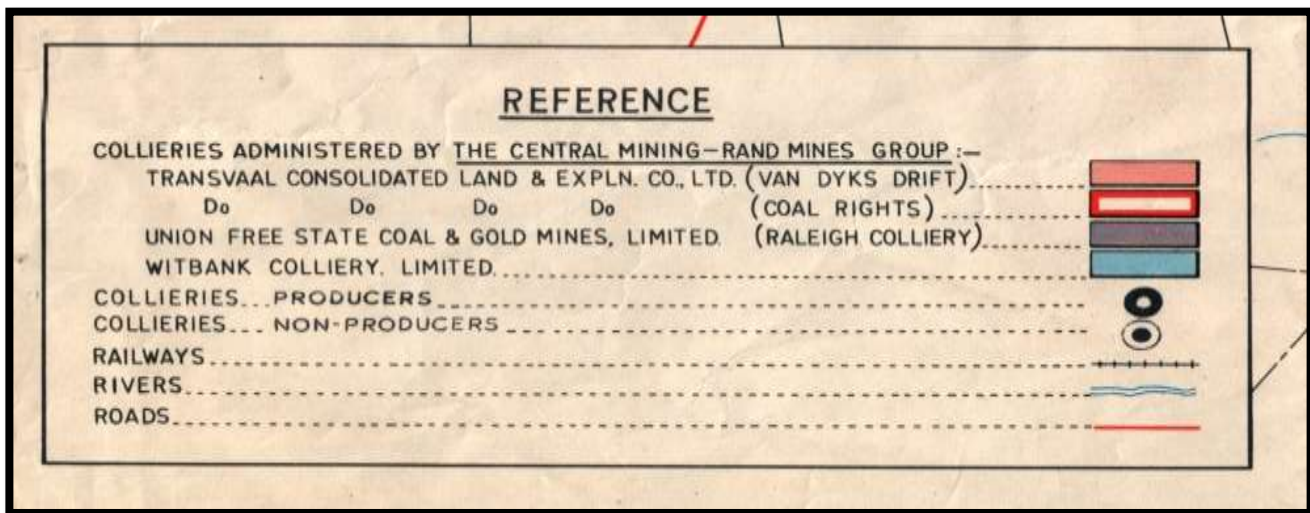 REFERENCE
COLLIERIES ADMINISTERED BY THE CENTRAL MINING-RAND MINES GROUP :-
TRANSVAAL CONSOLIDATED LAND & EXPLN. CO., LTD. (VAN DYKS DRIFT)
Do Do Do Do (COAL RIGHTS)
UNION FREE STATE COAL & GOLD MINES, LIMITED. (RALEIGH COLLIERY)
WITBANK COLLIERY. LIMITED.
COLLIERIES... PRODUCERS
COLLIERIES... NON-PRODUCERS
RAILWAYS
RIVERS
ROADS